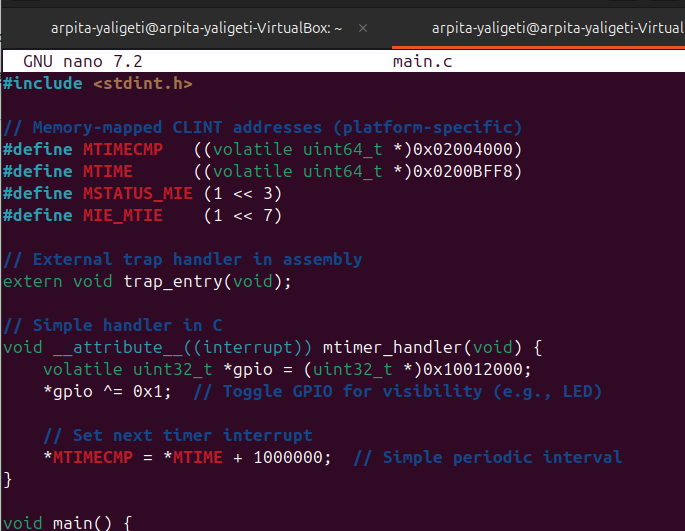 arpita-yaligeti@arpita-yaligeti-VirtualBox: ~ × arpita-yaligeti@arpita-yaligeti-Virtual
GNU nano 7.2 main.c
#include <stdint.h>
// Memory-mapped CLINT addresses (platform-specific)
#define MTIMECMP ((volatile uint64_t *)0x02004000)
#define MTIME ((volatile uint64_t *)0x0200BFF8)
#define MSTATUS_MIE (1 << 3)
#define MIE_MTIE (1 << 7)
// External trap handler in assembly
extern void trap_entry(void);
// Simple handler in C
void __attribute__((interrupt)) mtimer_handler(void) {
    volatile uint32_t *gpio = (uint32_t *)0x10012000;
    *gpio ^= 0x1;  // Toggle GPIO for visibility (e.g., LED)
    // Set next timer interrupt
    *MTIMECMP = *MTIME + 1000000;  // Simple periodic interval
}
void main() {